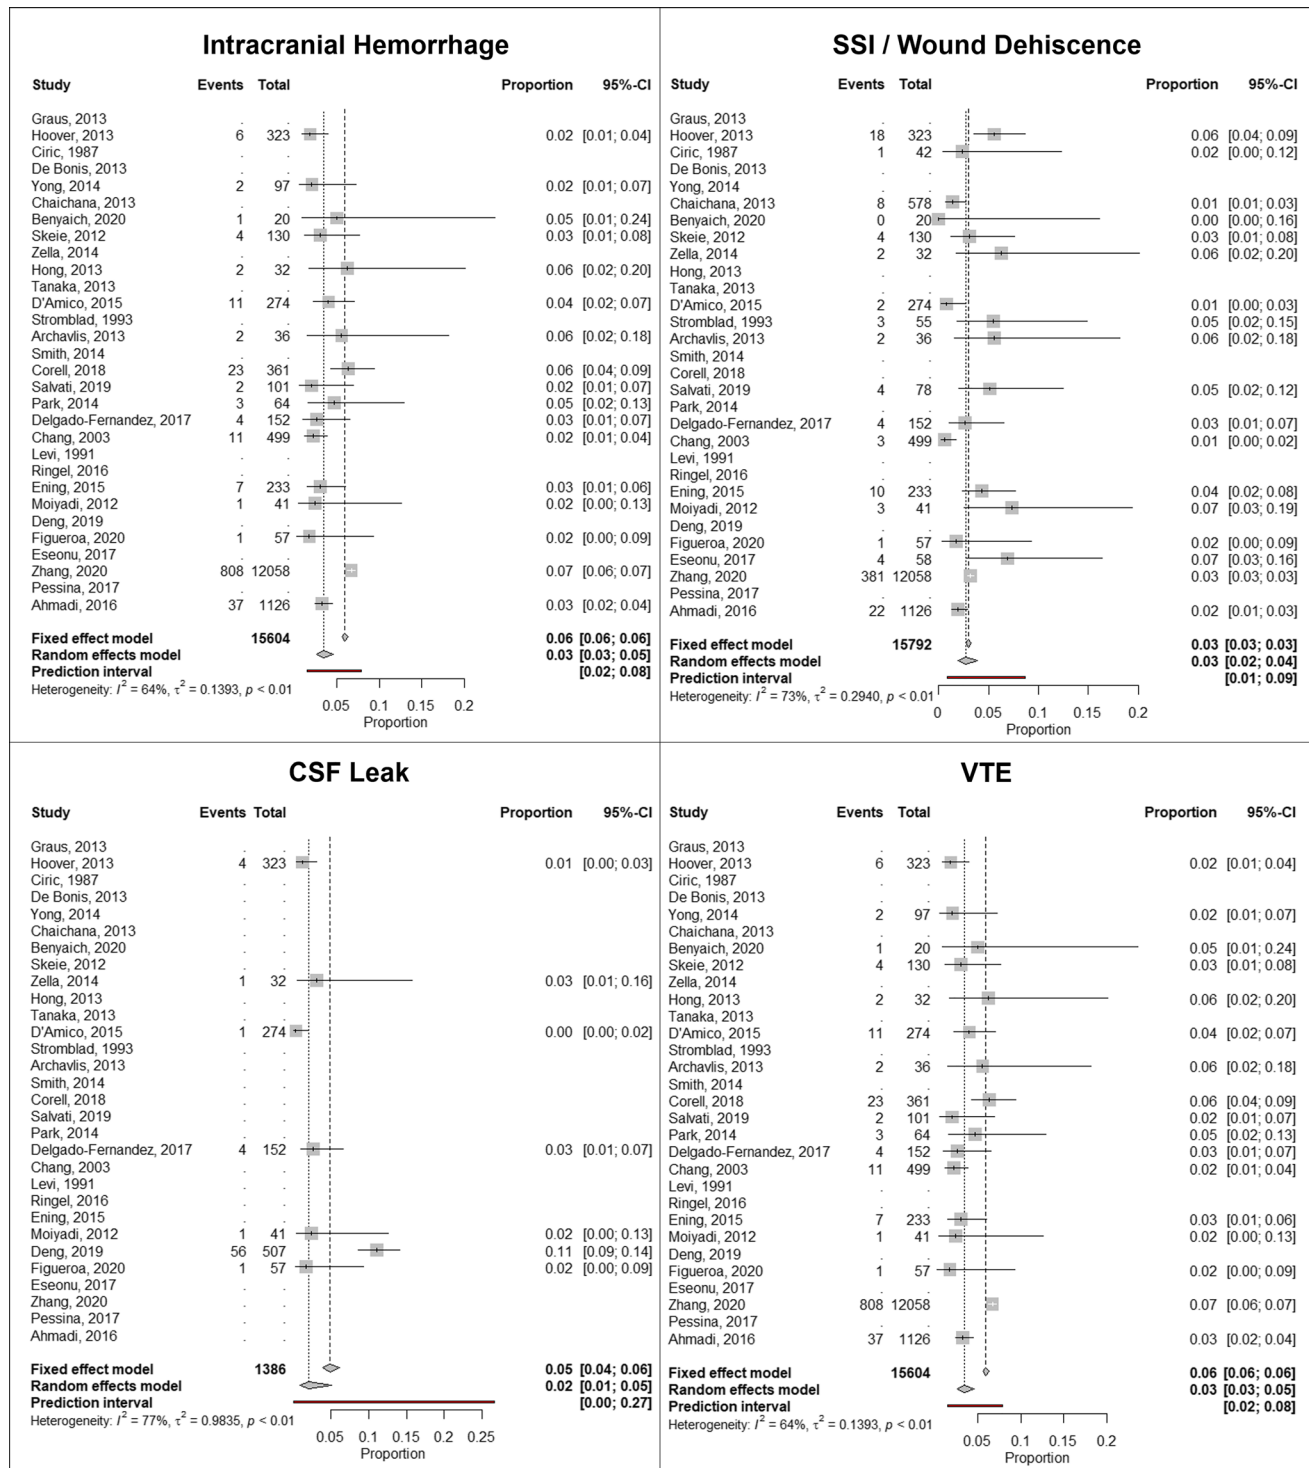 Intracranial Hemorrhage
Study Events Total Proportion 95%-CI
Graus, 2013 . .
Hoover, 2013 6 323 0.02 [0.01; 0.04]
Ciric, 1987 . .
De Bonis, 2013 . .
Yong, 2014 2 97 0.02 [0.01; 0.07]
Chaichana, 2013 . .
Benyaich, 2020 1 20 0.05 [0.01; 0.24]
Skeie, 2012 4 130 0.03 [0.01; 0.08]
Zella, 2014 . .
Hong, 2013 2 32 0.06 [0.02; 0.20]
Tanaka, 2013 . .
D'Amico, 2015 11 274 0.04 [0.02; 0.07]
Stromblad, 1993 . .
Archavlis, 2013 2 36 0.06 [0.02; 0.18]
Smith, 2014 . .
Corell, 2018 23 361 0.06 [0.04; 0.09]
Salvati, 2019 2 101 0.02 [0.01; 0.07]
Park, 2014 3 64 0.05 [0.02; 0.13]
Delgado-Fernandez, 2017 4 152 0.03 [0.01; 0.07]
Chang, 2003 11 499 0.02 [0.01; 0.04]
Levi, 1991 . .
Ringel, 2016 . .
Ening, 2015 7 233 0.03 [0.01; 0.06]
Moiyadi, 2012 1 41 0.02 [0.00; 0.13]
Deng, 2019 . .
Figueroa, 2020 1 57 0.02 [0.00; 0.09]
Eseonu, 2017 . .
Zhang, 2020 808 12058 0.07 [0.06; 0.07]
Pessina, 2017 . .
Ahmadi, 2016 37 1126 0.03 [0.02; 0.04]
Fixed effect model 15604 0.06 [0.06; 0.06]
Random effects model 0.03 [0.03; 0.05]
Prediction interval [0.02; 0.08]
Heterogeneity: I² = 64%, τ² = 0.1393, p < 0.01
0.05 0.1 0.15 0.2
Proportion
SSI / Wound Dehiscence
Study Events Total Proportion 95%-CI
Graus, 2013 . .
Hoover, 2013 18 323 0.06 [0.04; 0.09]
Ciric, 1987 1 42 0.02 [0.00; 0.12]
De Bonis, 2013 . .
Yong, 2014 . .
Chaichana, 2013 8 578 0.01 [0.01; 0.03]
Benyaich, 2020 0 20 0.00 [0.00; 0.16]
Skeie, 2012 4 130 0.03 [0.01; 0.08]
Zella, 2014 2 32 0.06 [0.02; 0.20]
Hong, 2013 . .
Tanaka, 2013 . .
D'Amico, 2015 2 274 0.01 [0.00; 0.03]
Stromblad, 1993 3 55 0.05 [0.02; 0.15]
Archavlis, 2013 2 36 0.06 [0.02; 0.18]
Smith, 2014 . .
Corell, 2018 . .
Salvati, 2019 4 78 0.05 [0.02; 0.12]
Park, 2014 . .
Delgado-Fernandez, 2017 4 152 0.03 [0.01; 0.07]
Chang, 2003 3 499 0.01 [0.00; 0.02]
Levi, 1991 . .
Ringel, 2016 . .
Ening, 2015 10 233 0.04 [0.02; 0.08]
Moiyadi, 2012 3 41 0.07 [0.03; 0.19]
Deng, 2019 . .
Figueroa, 2020 1 57 0.02 [0.00; 0.09]
Eseonu, 2017 4 58 0.07 [0.03; 0.16]
Zhang, 2020 381 12058 0.03 [0.03; 0.03]
Pessina, 2017 . .
Ahmadi, 2016 22 1126 0.02 [0.01; 0.03]
Fixed effect model 15792 0.03 [0.03; 0.03]
Random effects model 0.03 [0.02; 0.04]
Prediction interval [0.01; 0.09]
Heterogeneity: I² = 73%, τ² = 0.2940, p < 0.01
0 0.05 0.1 0.15 0.2
Proportion
CSF Leak
Study Events Total Proportion 95%-CI
Graus, 2013 . .
Hoover, 2013 4 323 0.01 [0.00; 0.03]
Ciric, 1987 . .
De Bonis, 2013 . .
Yong, 2014 . .
Chaichana, 2013 . .
Benyaich, 2020 . .
Skeie, 2012 . .
Zella, 2014 1 32 0.03 [0.01; 0.16]
Hong, 2013 . .
Tanaka, 2013 . .
D'Amico, 2015 1 274 0.00 [0.00; 0.02]
Stromblad, 1993 . .
Archavlis, 2013 . .
Smith, 2014 . .
Corell, 2018 . .
Salvati, 2019 . .
Park, 2014 . .
Delgado-Fernandez, 2017 4 152 0.03 [0.01; 0.07]
Chang, 2003 . .
Levi, 1991 . .
Ringel, 2016 . .
Ening, 2015 . .
Moiyadi, 2012 1 41 0.02 [0.00; 0.13]
Deng, 2019 56 507 0.11 [0.09; 0.14]
Figueroa, 2020 1 57 0.02 [0.00; 0.09]
Eseonu, 2017 . .
Zhang, 2020 . .
Pessina, 2017 . .
Ahmadi, 2016 . .
Fixed effect model 1386 0.05 [0.04; 0.06]
Random effects model 0.02 [0.01; 0.05]
Prediction interval [0.00; 0.27]
Heterogeneity: I² = 77%, τ² = 0.9835, p < 0.01
0.05 0.1 0.15 0.2 0.25
Proportion
VTE
Study Events Total Proportion 95%-CI
Graus, 2013 . .
Hoover, 2013 6 323 0.02 [0.01; 0.04]
Ciric, 1987 . .
De Bonis, 2013 . .
Yong, 2014 2 97 0.02 [0.01; 0.07]
Chaichana, 2013 . .
Benyaich, 2020 1 20 0.05 [0.01; 0.24]
Skeie, 2012 4 130 0.03 [0.01; 0.08]
Zella, 2014 . .
Hong, 2013 2 32 0.06 [0.02; 0.20]
Tanaka, 2013 . .
D'Amico, 2015 11 274 0.04 [0.02; 0.07]
Stromblad, 1993 . .
Archavlis, 2013 2 36 0.06 [0.02; 0.18]
Smith, 2014 . .
Corell, 2018 23 361 0.06 [0.04; 0.09]
Salvati, 2019 2 101 0.02 [0.01; 0.07]
Park, 2014 3 64 0.05 [0.02; 0.13]
Delgado-Fernandez, 2017 4 152 0.03 [0.01; 0.07]
Chang, 2003 11 499 0.02 [0.01; 0.04]
Levi, 1991 . .
Ringel, 2016 . .
Ening, 2015 7 233 0.03 [0.01; 0.06]
Moiyadi, 2012 1 41 0.02 [0.00; 0.13]
Deng, 2019 . .
Figueroa, 2020 1 57 0.02 [0.00; 0.09]
Eseonu, 2017 . .
Zhang, 2020 808 12058 0.07 [0.06; 0.07]
Pessina, 2017 . .
Ahmadi, 2016 37 1126 0.03 [0.02; 0.04]
Fixed effect model 15604 0.06 [0.06; 0.06]
Random effects model 0.03 [0.03; 0.05]
Prediction interval [0.02; 0.08]
Heterogeneity: I² = 64%, τ² = 0.1393, p < 0.01
0.05 0.1 0.15 0.2
Proportion